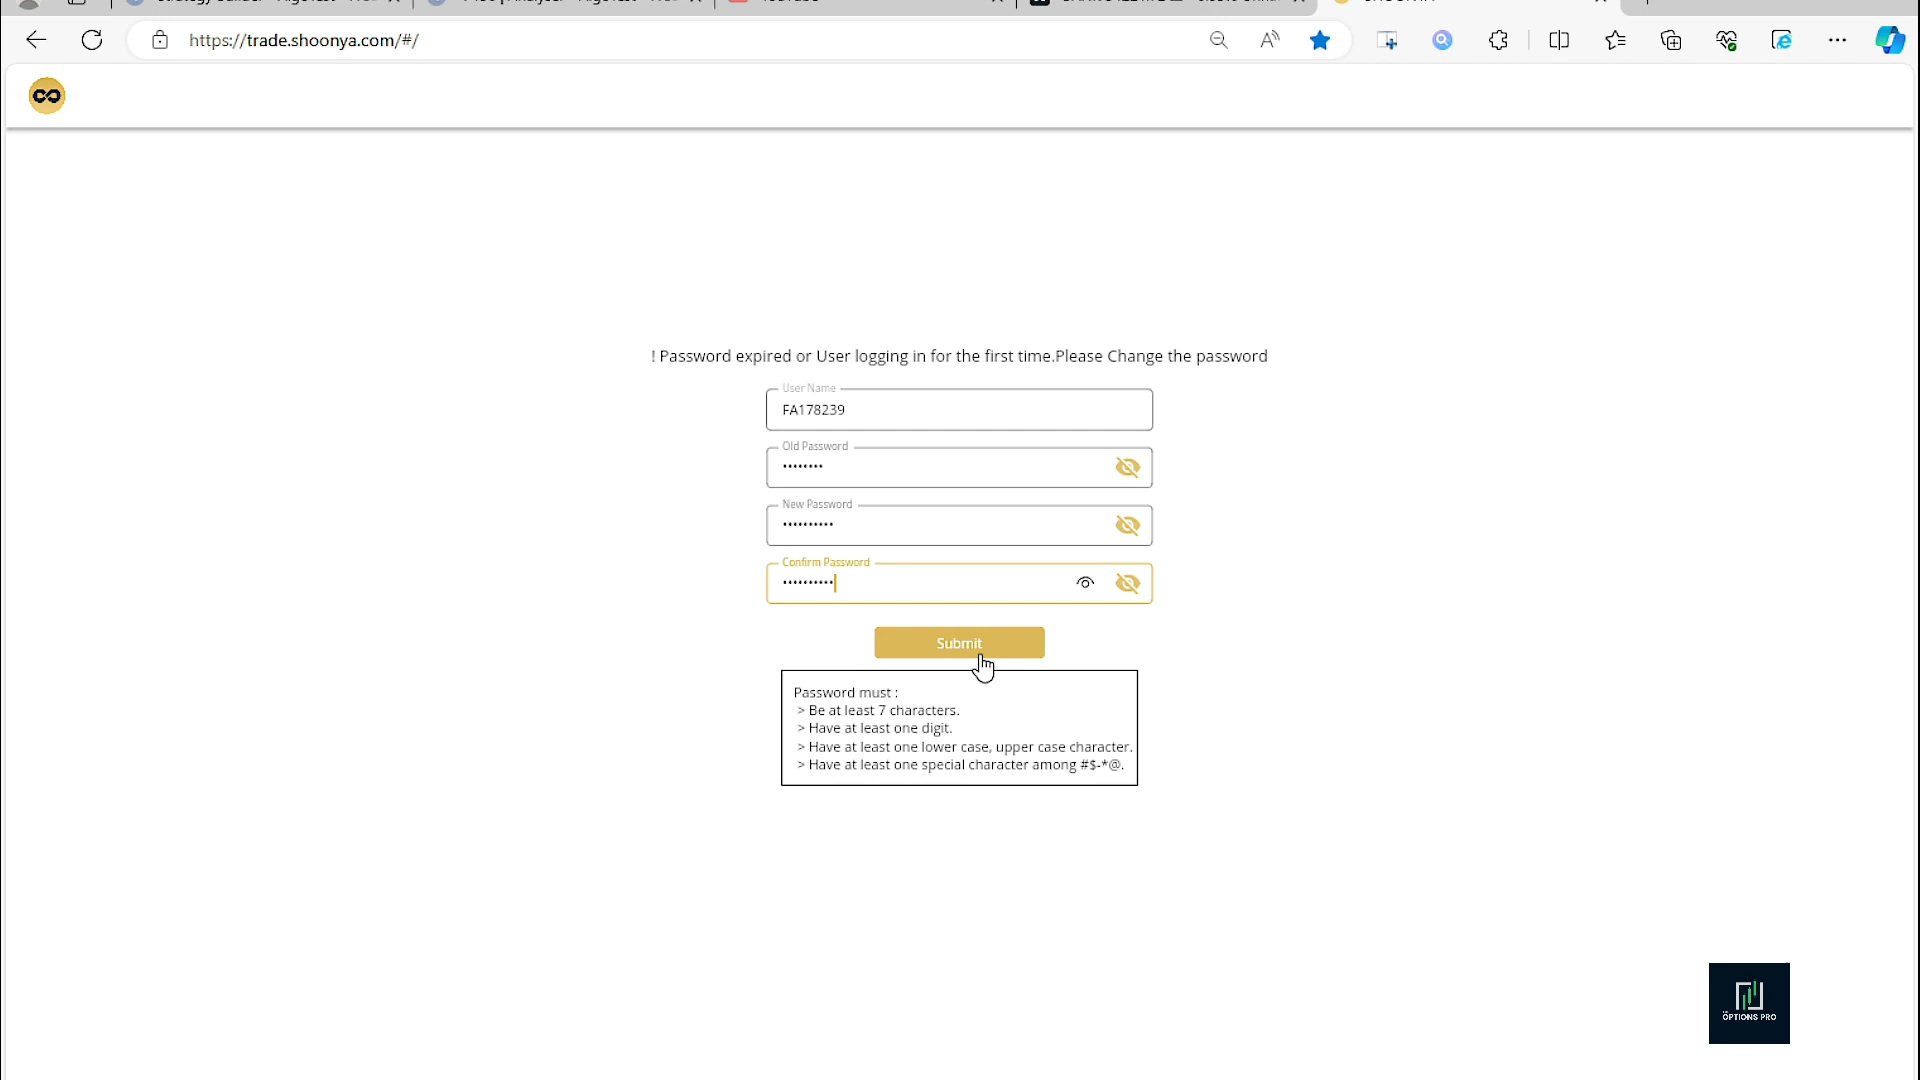 https://trade.shoonya.com/#/
! Password expired or User logging in for the first time.Please Change the password
User Name
FA178239
Old Password
••••••••
New Password
••••••••••
Confirm Password
••••••••••
Submit
Password must :
> Be at least 7 characters.
> Have at least one digit.
> Have at least one lower case, upper case character.
> Have at least one special character among #$-*@.
OPTIONS PRO